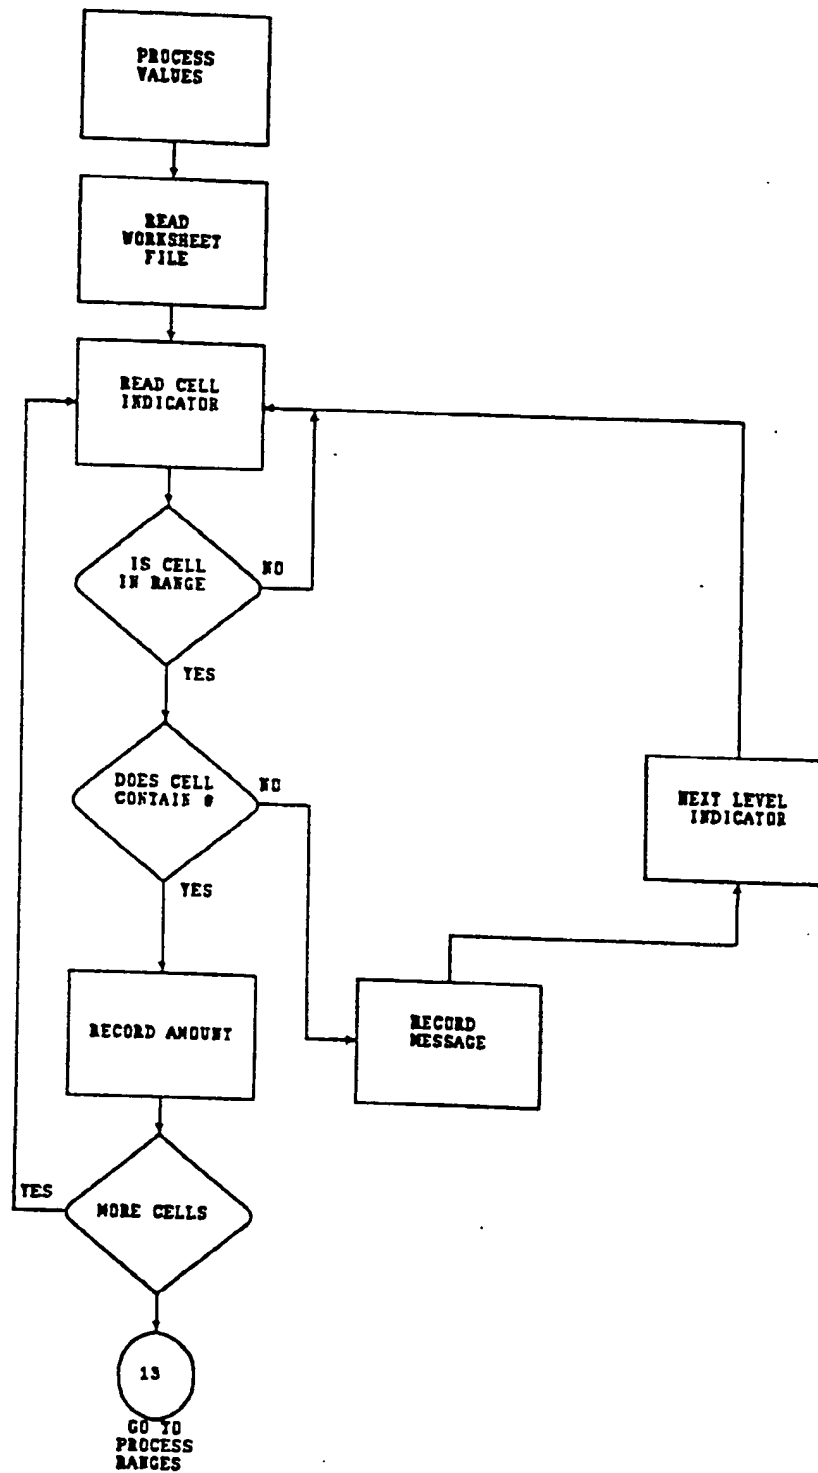 PROCESS
VALUES
READ
WORKSHEET
FILE
READ CELL
INDICATOR
IS CELL
IN RANGE
NO
YES
DOES CELL
CONTAIN #
NO
YES
NEXT LEVEL
INDICATOR
RECORD AMOUNT
RECORD
MESSAGE
YES
MORE CELLS
13
GO TO
PROCESS
RANGES